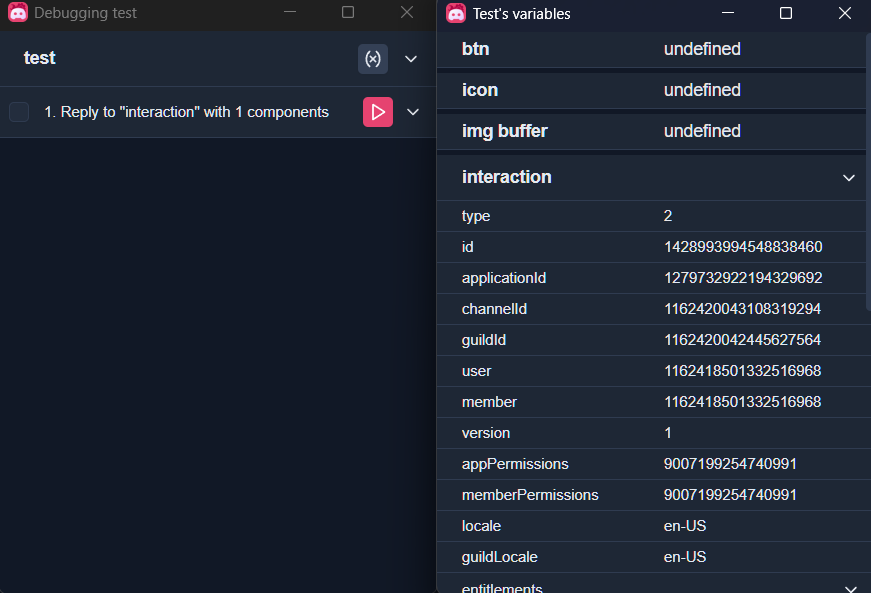 Debugging test
test
(x)
1. Reply to "interaction" with 1 components
Test's variables
btn undefined
icon undefined
img buffer undefined
interaction
type 2
id 1428993994548838460
applicationId 1279732922194329692
channelId 1162420043108319294
guildId 1162420042445627564
user 1162418501332516968
member 1162418501332516968
version 1
appPermissions 9007199254740991
memberPermissions 9007199254740991
locale en-US
guildLocale en-US
entitlements